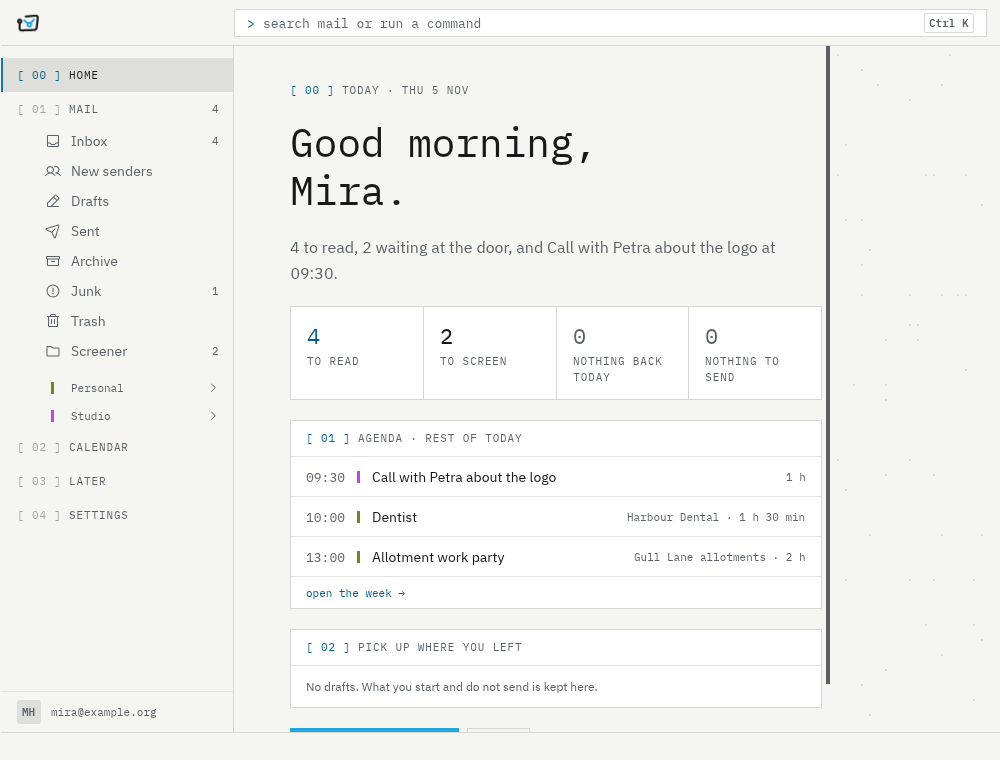 > search mail or run a command
Ctrl K
[ 00 ] HOME
[ 01 ] MAIL 4
Inbox 4
New senders
Drafts
Sent
Archive
Junk 1
Trash
Screener 2
Personal
Studio
[ 02 ] CALENDAR
[ 03 ] LATER
[ 04 ] SETTINGS
MH mira@example.org
[ 00 ] TODAY · THU 5 NOV
Good morning,
Mira.
4 to read, 2 waiting at the door, and Call with Petra about the logo at
09:30.
4
TO READ
2
TO SCREEN
0
NOTHING BACK
TODAY
0
NOTHING TO
SEND
[ 01 ] AGENDA · REST OF TODAY
09:30 Call with Petra about the logo 1 h
10:00 Dentist Harbour Dental · 1 h 30 min
13:00 Allotment work party Gull Lane allotments · 2 h
open the week →
[ 02 ] PICK UP WHERE YOU LEFT
No drafts. What you start and do not send is kept here.